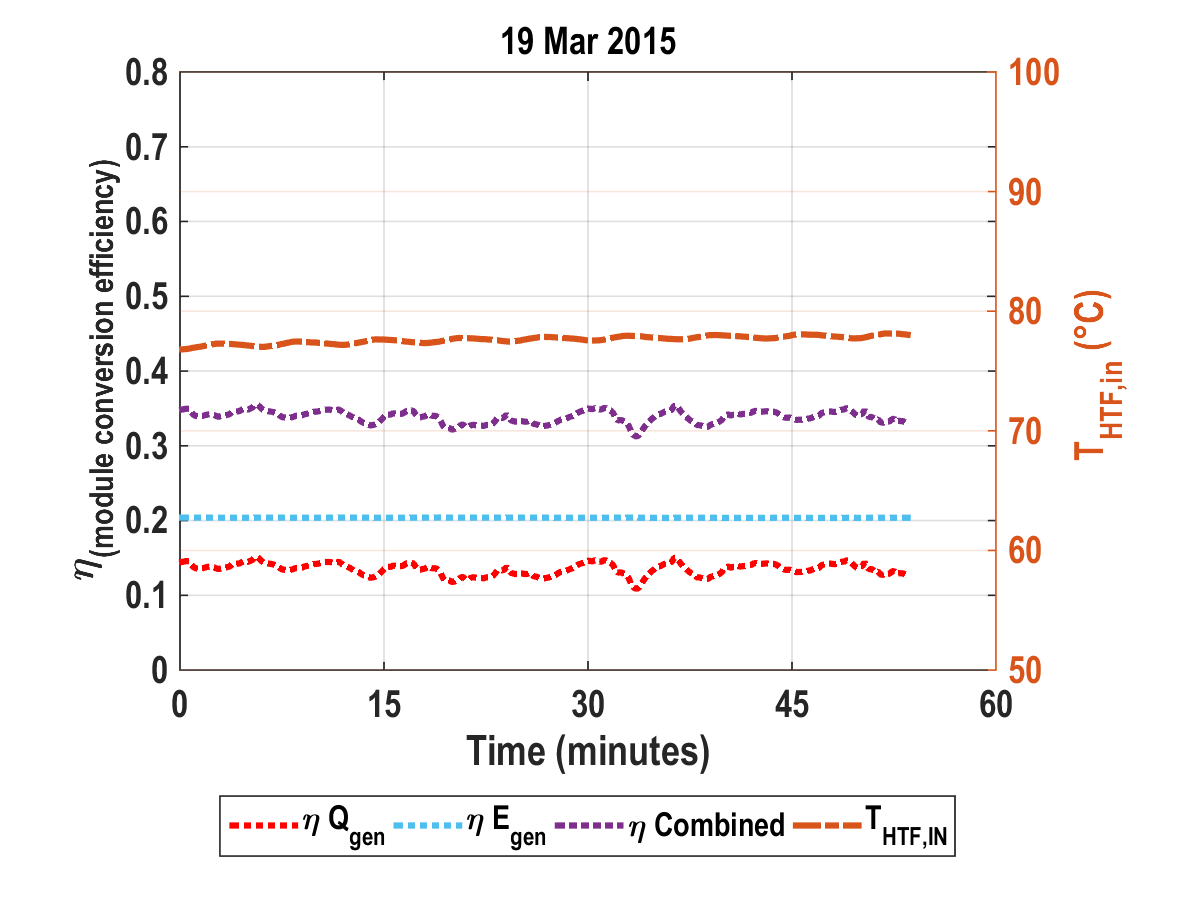 19 Mar 2015
0.8
0.7
0.6
0.5
0.4
0.3
0.2
0.1
0
η(module conversion efficiency)
100
90
80
70
60
50
THTF,in (°C)
0 15 30 45 60
Time (minutes)
η Qgen η Egen η Combined THTF,IN